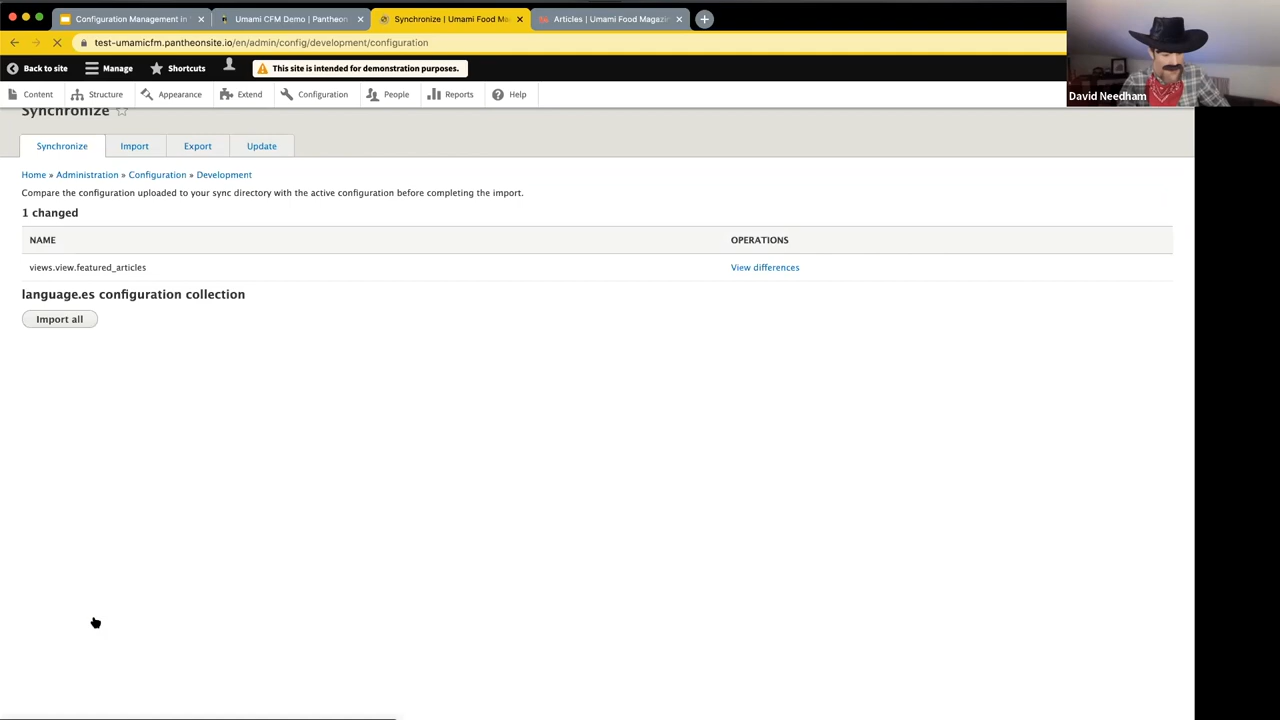 Configuration Management in
Umami CFM Demo | Pantheon
Synchronize | Umami Food Ma
Articles | Umami Food Magazin
test-umamicfm.pantheonsite.io/en/admin/config/development/configuration
Back to site
Manage
Shortcuts
This site is intended for demonstration purposes.
David Needham
Content
Structure
Appearance
Extend
Configuration
People
Reports
Help
Synchronize
Synchronize
Import
Export
Update
Home » Administration » Configuration » Development
Compare the configuration uploaded to your sync directory with the active configuration before completing the import.
1 changed
NAME
OPERATIONS
views.view.featured_articles
View differences
language.es configuration collection
Import all